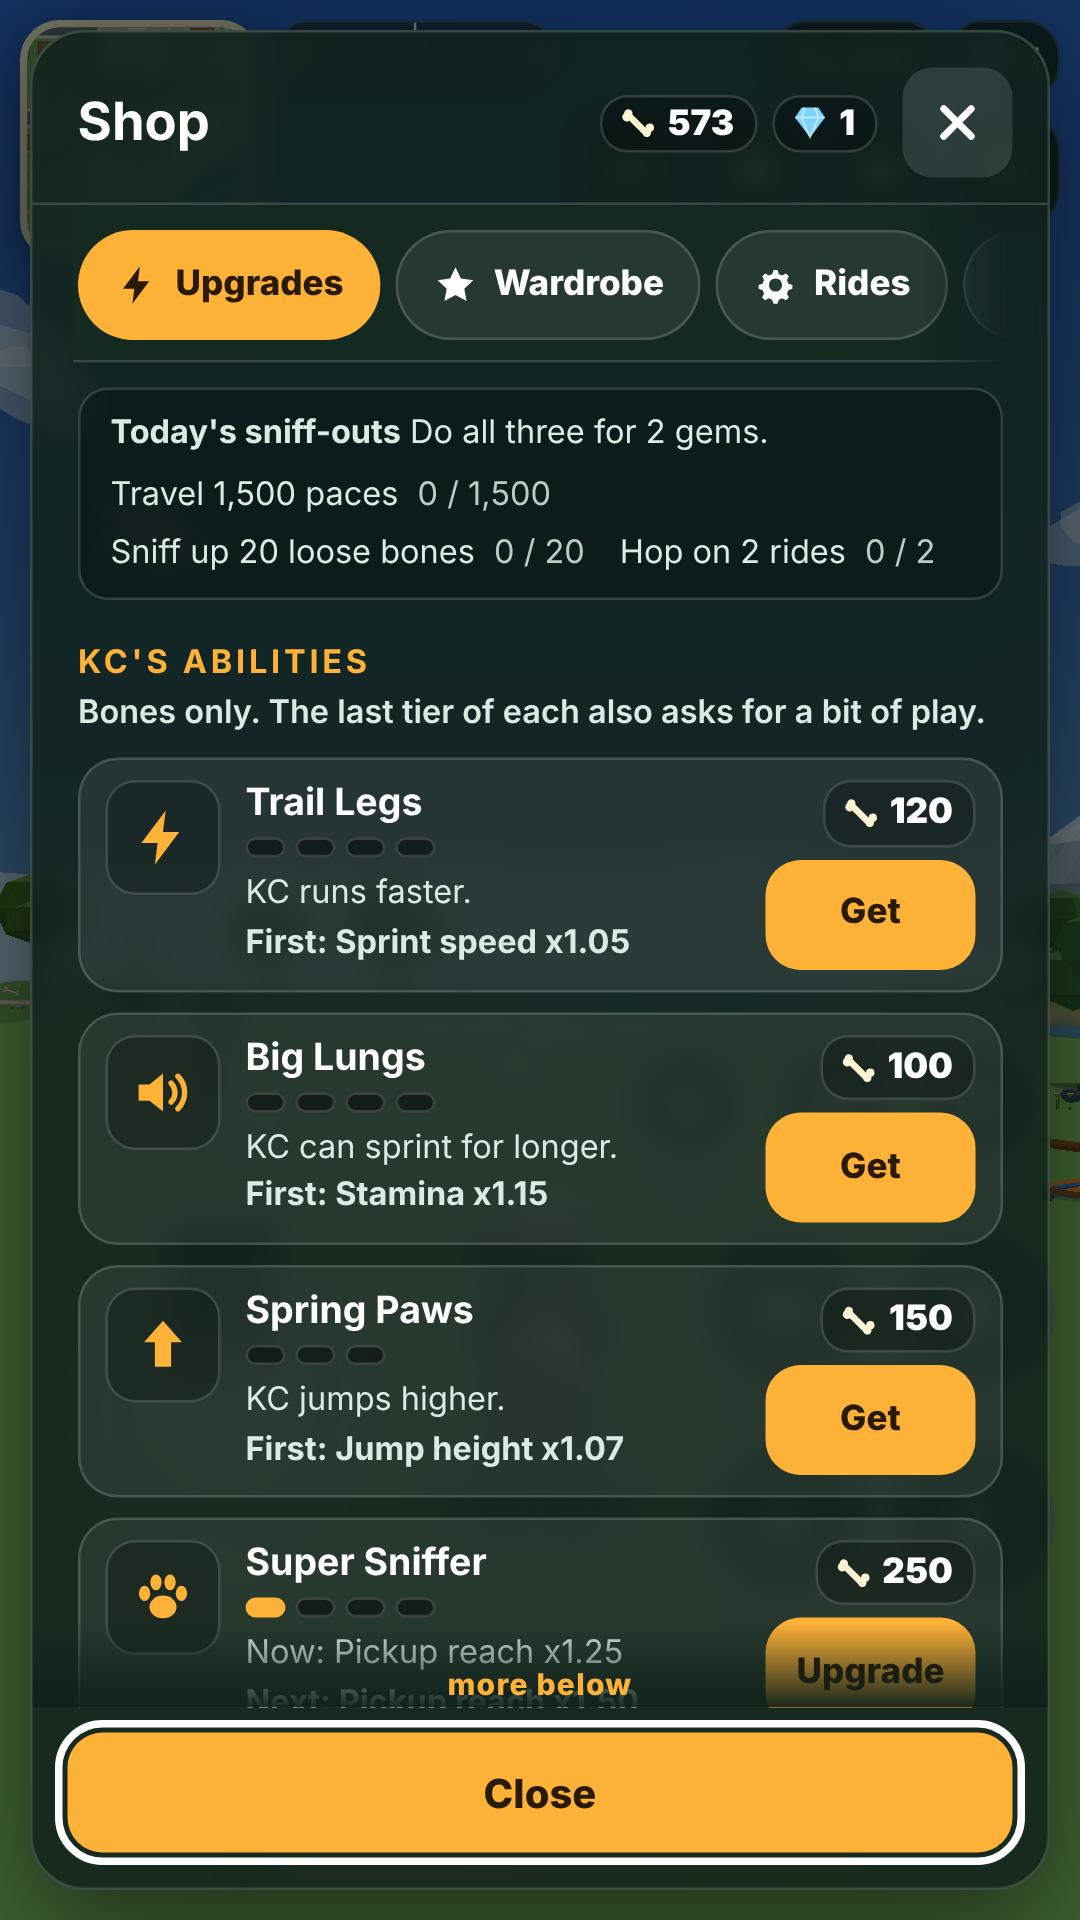 Shop
573
1
Upgrades
Wardrobe
Rides
Today's sniff-outs Do all three for 2 gems.
Travel 1,500 paces 0 / 1,500
Sniff up 20 loose bones 0 / 20 Hop on 2 rides 0 / 2
KC'S ABILITIES
Bones only. The last tier of each also asks for a bit of play.
Trail Legs
120
KC runs faster.
Get
First: Sprint speed x1.05
Big Lungs
100
KC can sprint for longer.
Get
First: Stamina x1.15
Spring Paws
150
KC jumps higher.
Get
First: Jump height x1.07
Super Sniffer
250
Now: Pickup reach x1.25
Upgrade
Next: Pickup reach x1.50
more below
Close